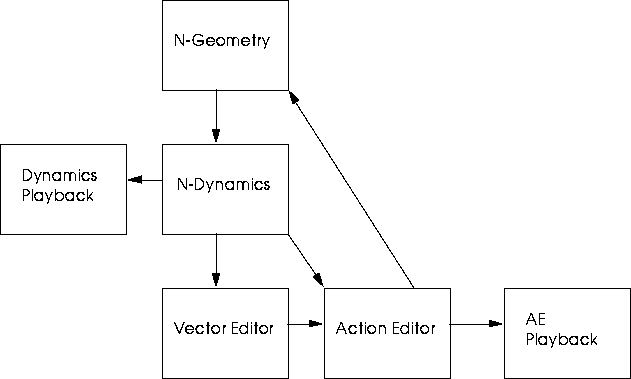 N-Geometry
Dynamics
Playback
N-Dynamics
Vector Editor
Action Editor
AE
Playback